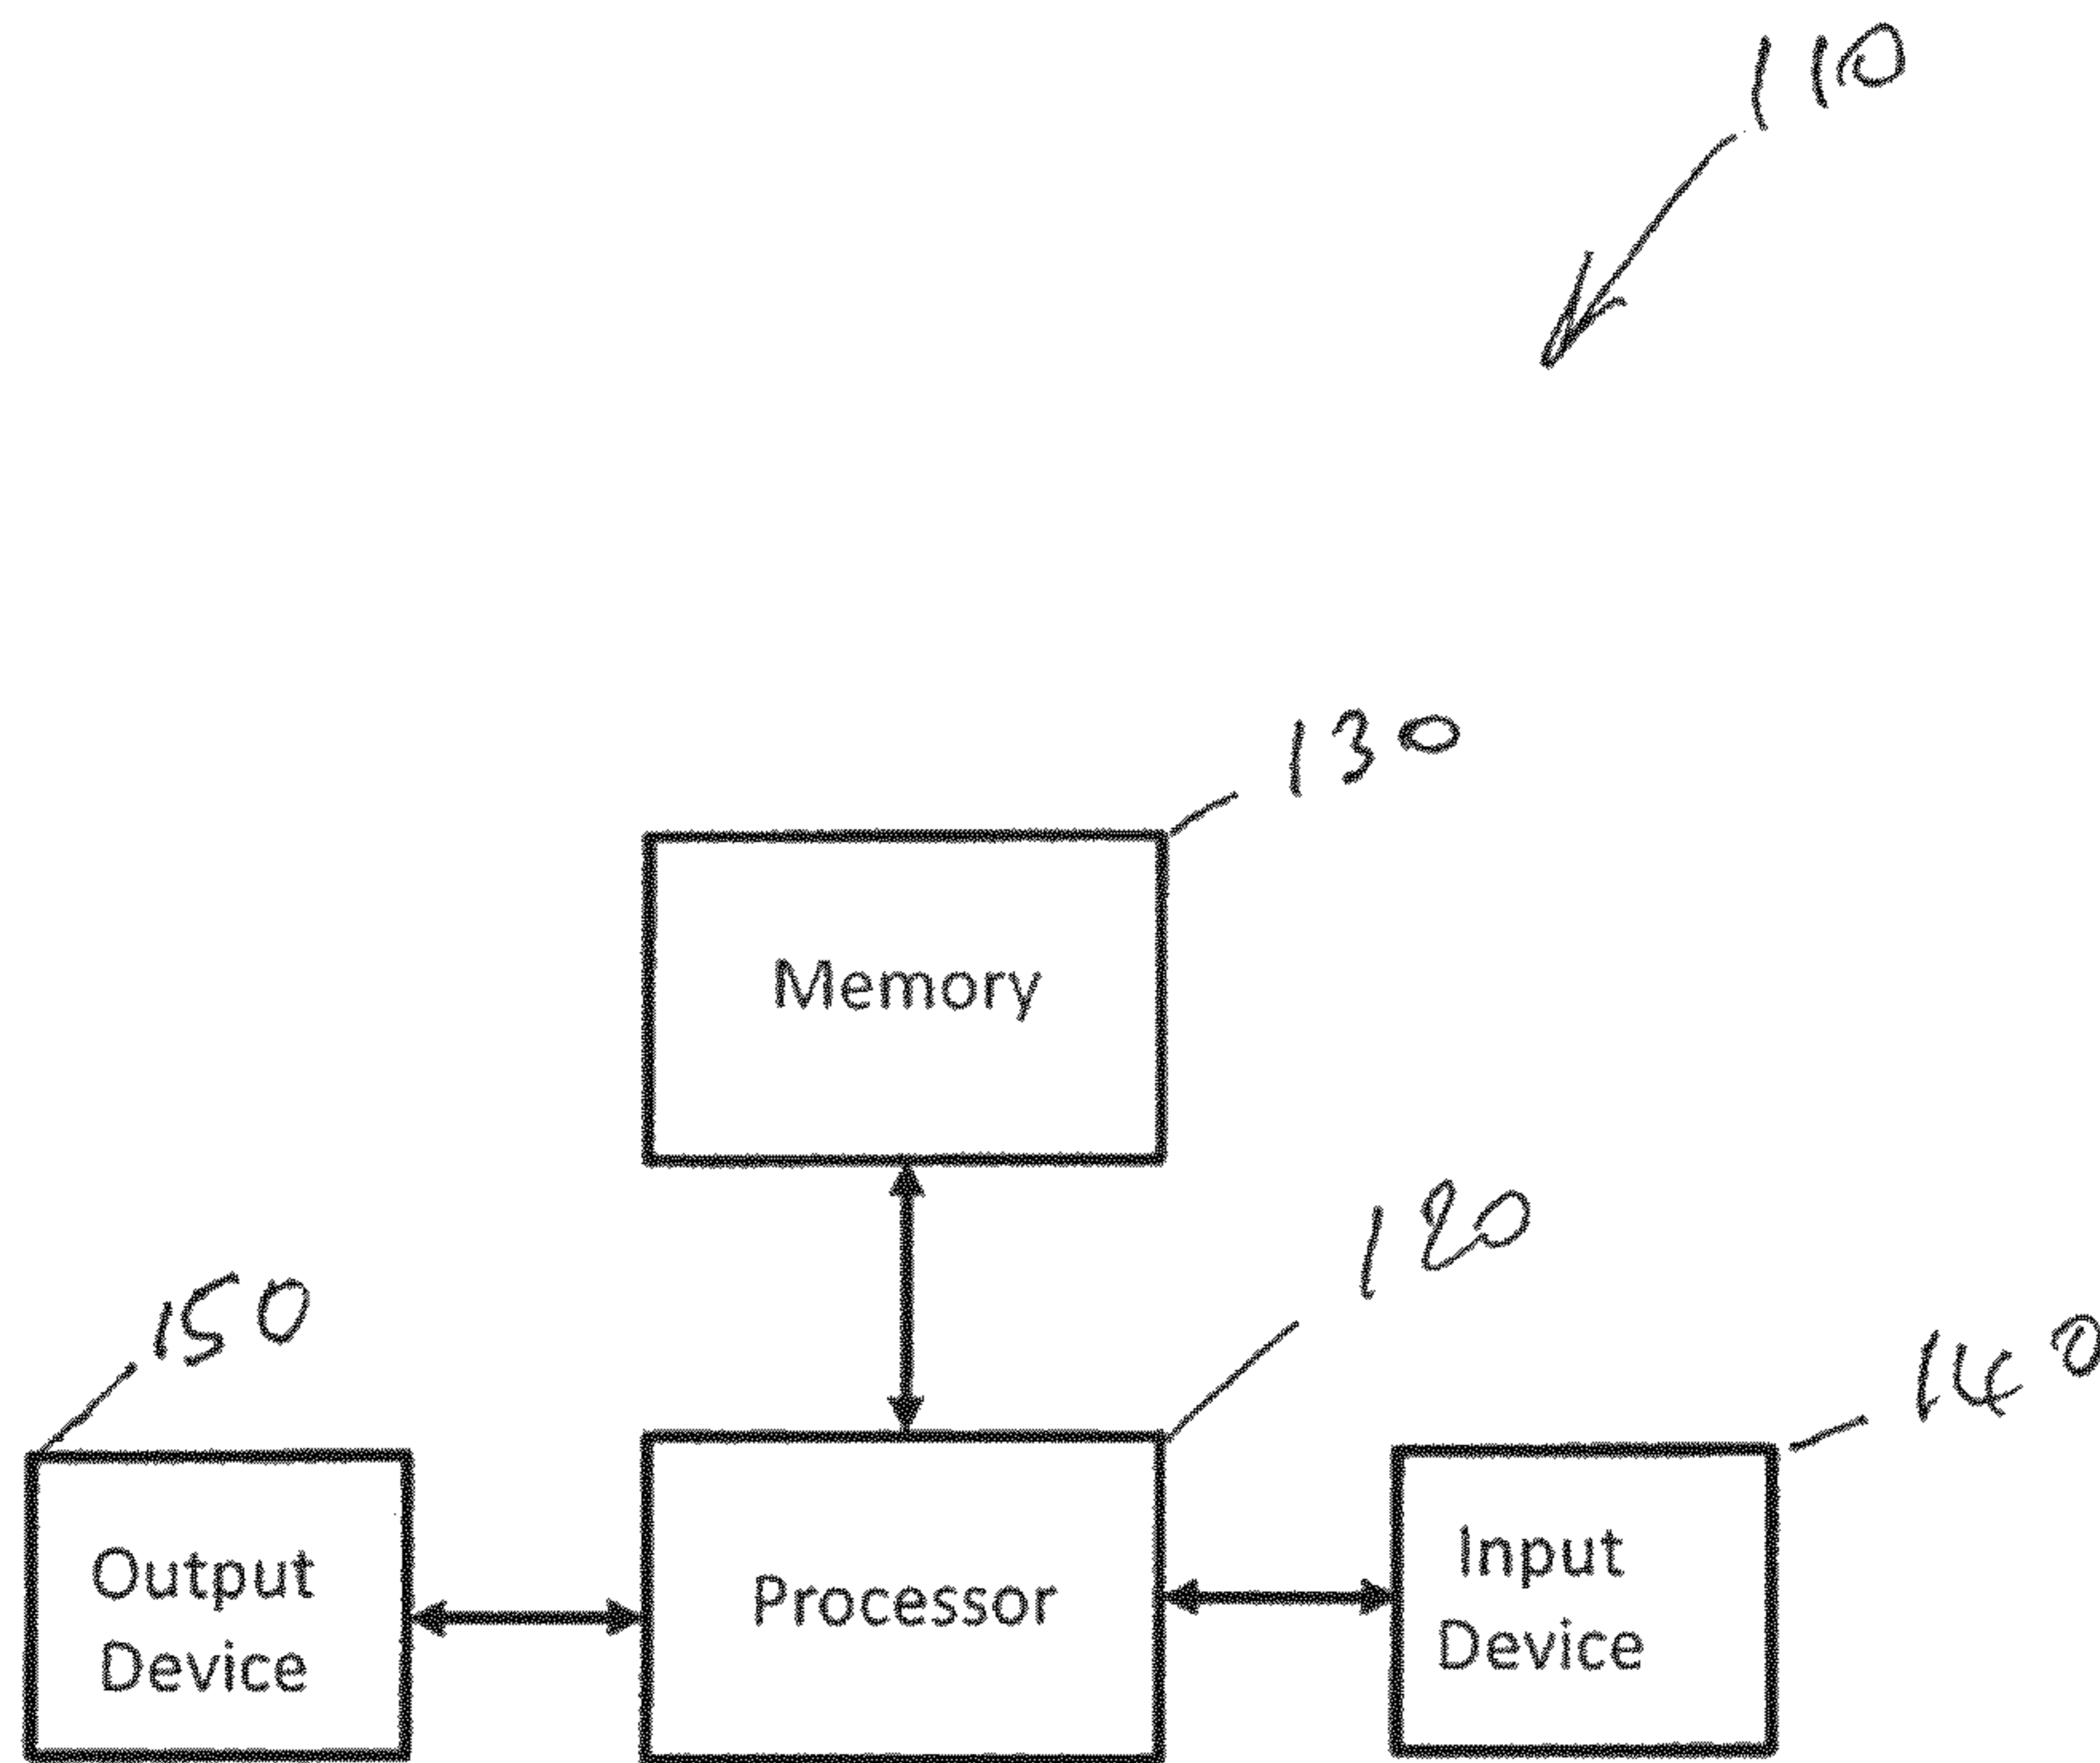 110
130
Memory
120
150
140
Output
Device
Processor
Input
Device